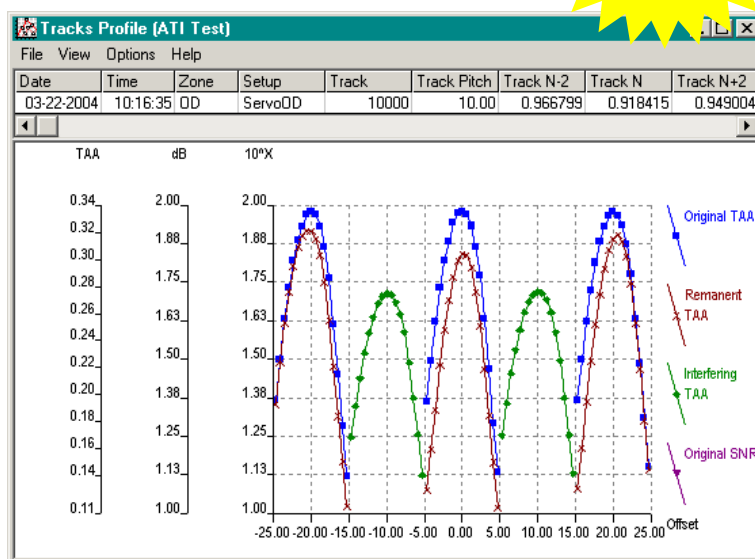 Tracks Profile (ATI Test)
File View Options Help
Date Time Zone Setup Track Track Pitch Track N-2 Track N Track N+2
03-22-2004 10:16:35 OD ServoOD 10000 10.00 0.966799 0.918415 0.949004
TAA dB 10^X
0.34 2.00 2.00
0.32
0.30 1.88 1.88
0.28 1.75 1.75
0.26
0.24 1.63 1.63
0.22 1.50 1.50
0.20 1.38 1.38
0.18
0.16 1.25 1.25
0.14 1.13 1.13
0.11 1.00 1.00
-25.00 -20.00 -15.00 -10.00 -5.00 0.00 5.00 10.00 15.00 20.00 25.00 Offset
Original TAA
Remanent
TAA
Interfering
TAA
Original SNR